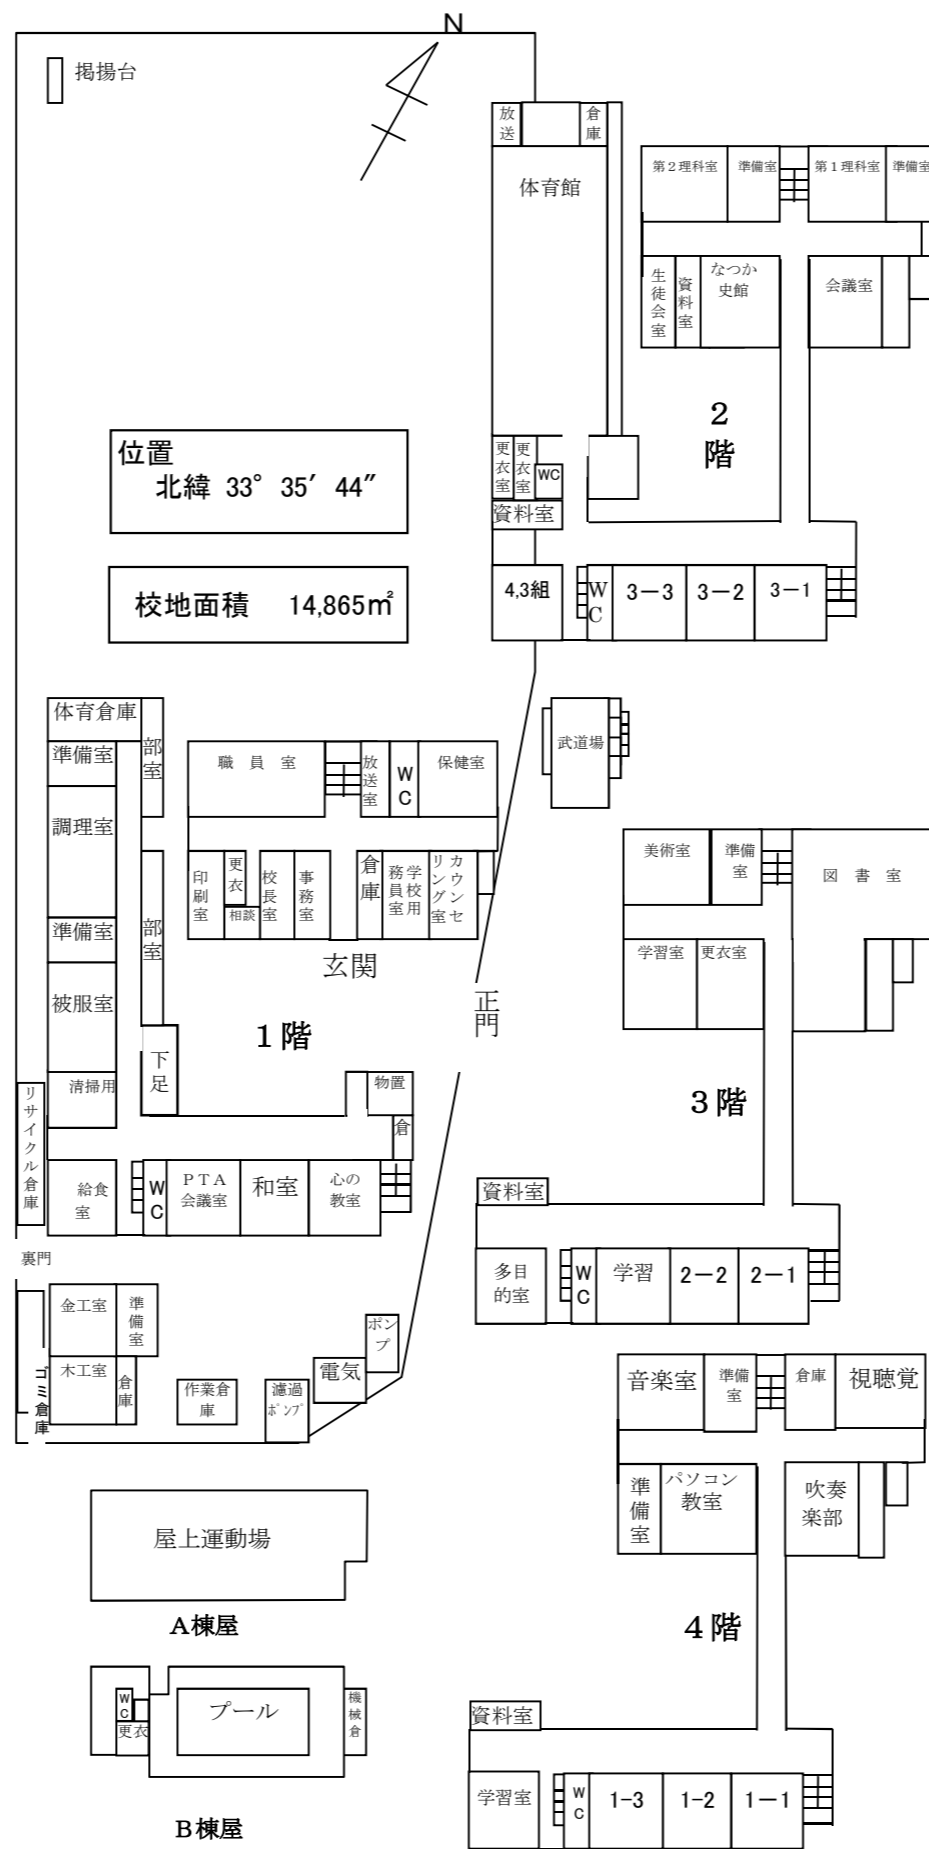 N
掲揚台
放送
倉庫
体育館
第2理科室
準備室
第1理科室
準備室
生徒会室
資料室
なつか
史館
会議室
2
階
位置
北緯 33° 35′ 44″
校地面積 14,865㎡
更衣室
更衣室
WC
資料室
4,3組
WC
3-3
3-2
3-1
武道場
体育倉庫
部室
準備室
調理室
準備室
被服室
清掃用
部室
下足
職員室
放送室
WC
保健室
印刷室
更衣
相談
校長室
事務室
倉庫
学校用
務員室
カウンセ
リング室
玄関
正門
1階
物置
倉
リサイクル倉庫
給食
室
WC
PTA
会議室
和室
心の
教室
裏門
金工室
準備室
木工室
倉庫
ゴミ倉庫
作業倉
庫
濾過
ポンプ
電気
ポン
プ
美術室
準備
室
図書室
学習室
更衣室
3階
資料室
多目
的室
WC
学習
2-2
2-1
音楽室
準備
室
倉庫
視聴覚
準備室
パソコン
教室
吹奏
楽部
4階
資料室
学習室
WC
1-3
1-2
1-1
屋上運動場
A棟屋
WC
更衣
プール
機械倉
B棟屋